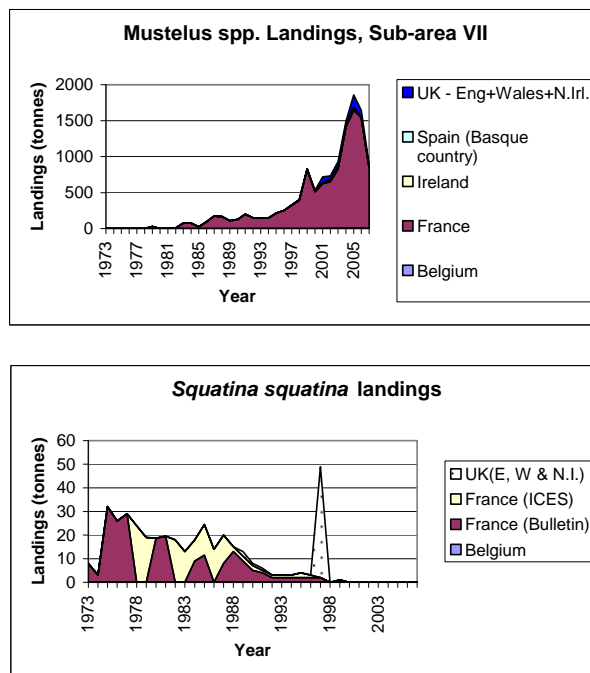 Mustelus spp. Landings, Sub-area VII
Landings (tonnes)
2000
1500
1000
500
0
1973
1977
1981
1985
1989
1993
1997
2001
2005
Year
UK - Eng+Wales+N.Irl.
Spain (Basque
country)
Ireland
France
Belgium
Squatina squatina landings
Landings (tonnes)
60
50
40
30
20
10
0
1973
1978
1983
1988
1993
1998
2003
Year
UK(E, W & N.I.)
France (ICES)
France (Bulletin)
Belgium